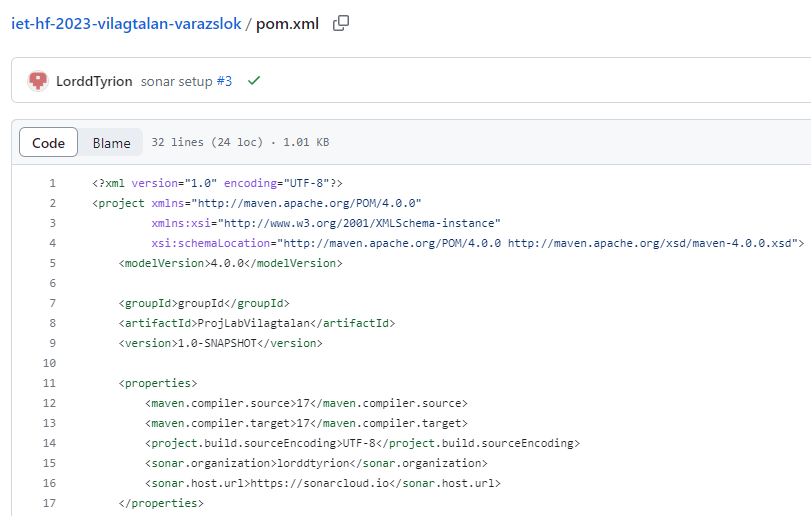 iet-hf-2023-vilagtalan-varazslok / pom.xml
LorddTyrion sonar setup #3
Code Blame 32 lines (24 loc) · 1.01 KB
1 <?xml version="1.0" encoding="UTF-8"?>
2 <project xmlns="http://maven.apache.org/POM/4.0.0"
3 xmlns:xsi="http://www.w3.org/2001/XMLSchema-instance"
4 xsi:schemaLocation="http://maven.apache.org/POM/4.0.0 http://maven.apache.org/xsd/maven-4.0.0.xsd">
5 <modelVersion>4.0.0</modelVersion>
6
7 <groupId>groupId</groupId>
8 <artifactId>ProjLabVilagtalan</artifactId>
9 <version>1.0-SNAPSHOT</version>
10
11 <properties>
12 <maven.compiler.source>17</maven.compiler.source>
13 <maven.compiler.target>17</maven.compiler.target>
14 <project.build.sourceEncoding>UTF-8</project.build.sourceEncoding>
15 <sonar.organization>lorddtyrion</sonar.organization>
16 <sonar.host.url>https://sonarcloud.io</sonar.host.url>
17 </properties>